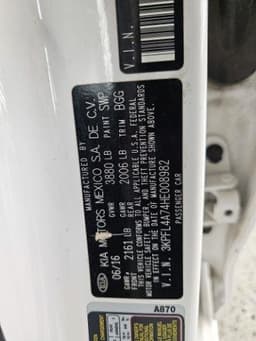 V.I.N.
KIA MOTORS MEXICO S.A. DE C.V.
MANUFACTURED BY
06/16 GVWR 3880 LB PAINT SWP
GAWR FRONT 2161 LB GAWR REAR 2006 LB TRIM BGG
THIS VEHICLE CONFORMS TO ALL APPLICABLE U.S.A. FEDERAL
MOTOR VEHICLE SAFETY, BUMPER, AND THEFT PREVENTION STANDARDS
IN EFFECT ON THE DATE OF MANUFACTURE SHOWN ABOVE.
V.I.N. 3KPFL4A74HE008982
PASSENGER CAR
V.I.N.
A870